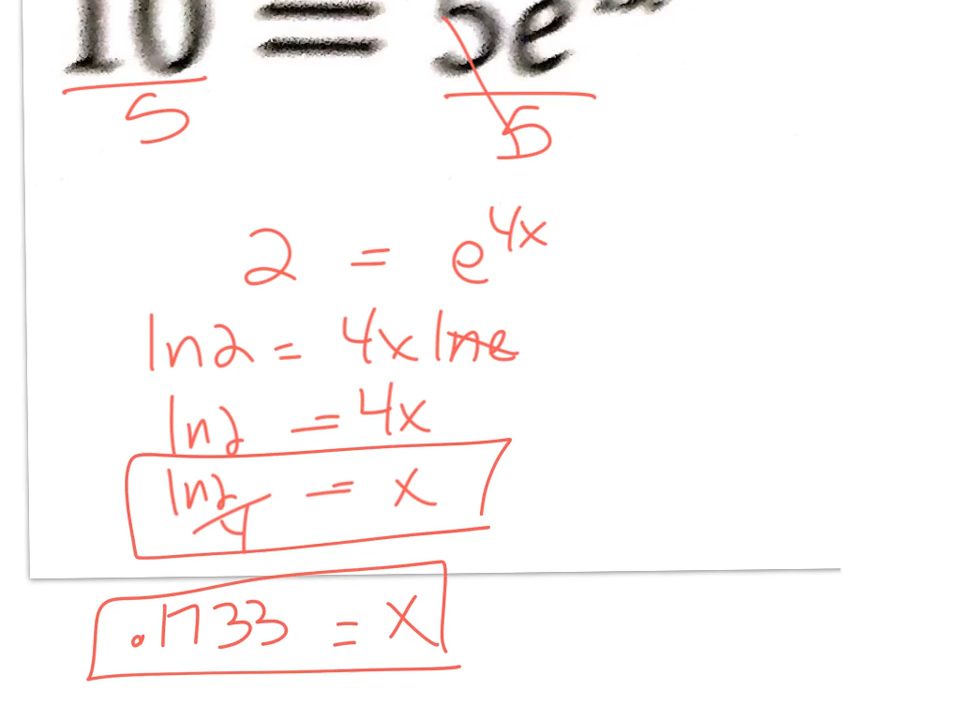 10 = 5e
5 5
2 = e^4x
ln2 = 4x lne
ln2 = 4x
ln2/4 = x
.1733 = x